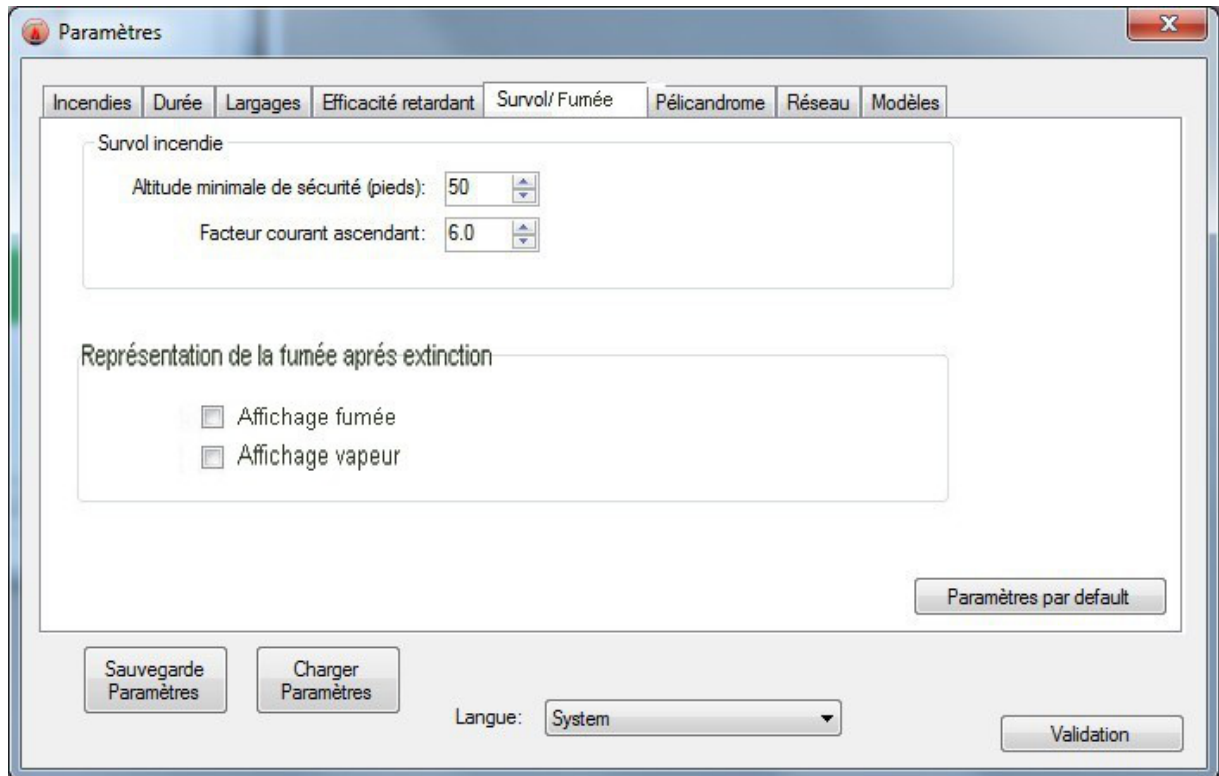 Paramètres
Incendies Durée Largages Efficacité retardant Survol/ Fumée Pélicandrome Réseau Modèles
Survol incendie
Altitude minimale de sécurité (pieds): 50
Facteur courant ascendant: 6.0
Représentation de la fumée aprés extinction
Affichage fumée
Affichage vapeur
Paramètres par default
Sauvegarde
Paramètres
Charger
Paramètres
Langue: System
Validation